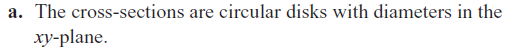 a. The cross-sections are circular disks with diameters in the
xy-plane.